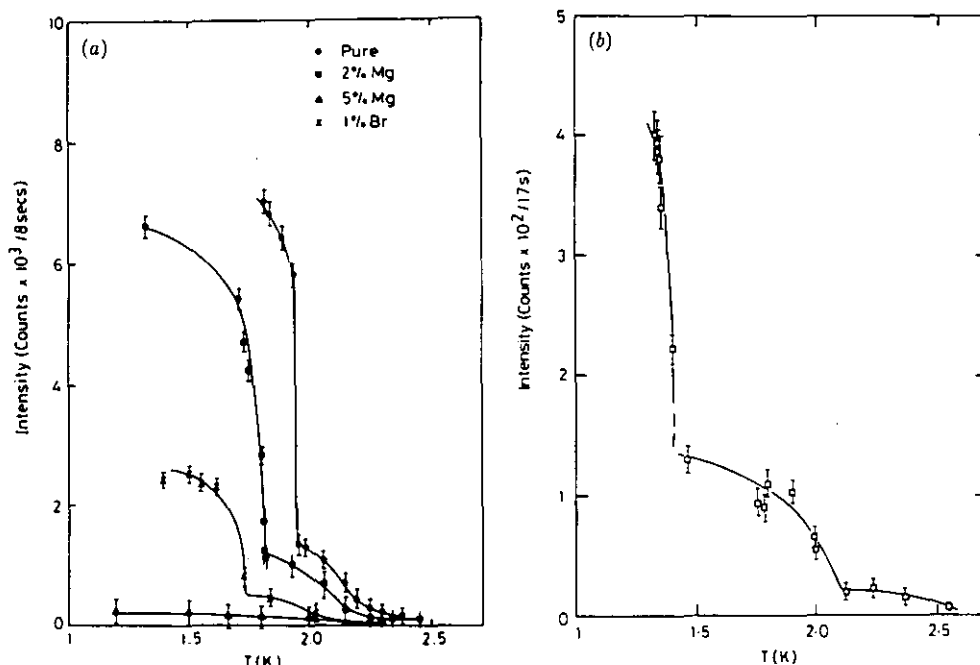 (a)
Pure
2% Mg
5% Mg
1% Br
Intensity (Counts x 10³/8secs)
10
8
6
4
2
0
1
1·5
2.0
2.5
T(K)
(b)
Intensity (Counts x 10²/17s)
5
4
3
2
1
0
1
1·5
2·0
2·5
T(K)